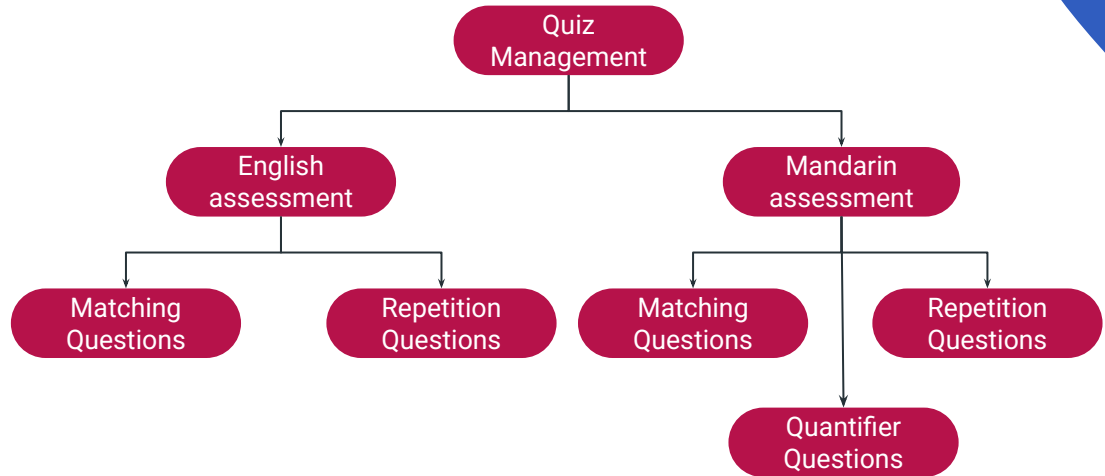 Quiz
Management
English
assessment
Mandarin
assessment
Matching
Questions
Repetition
Questions
Matching
Questions
Repetition
Questions
Quantifier
Questions